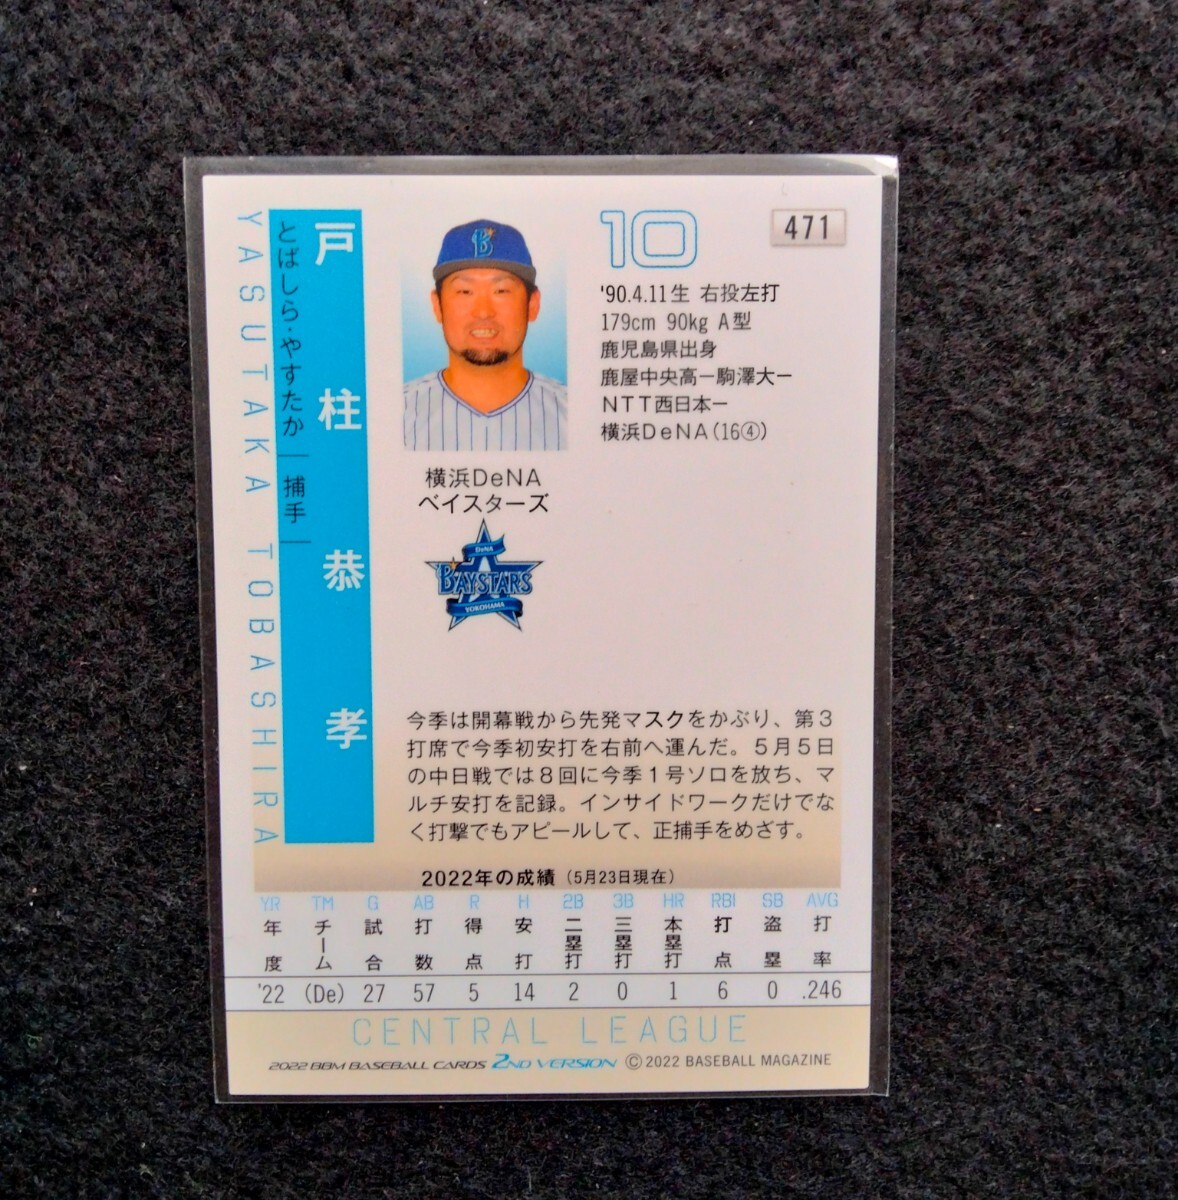 YASUTAKA TOBASHIRA
とばしら・やすたか 捕手
戸柱恭孝
B
10
471
'90.4.11生 右投左打
179cm 90kg A型
鹿児島県出身
鹿屋中央高ー駒澤大ー
NTT西日本ー
横浜DeNA(16④)
横浜DeNA
ベイスターズ
DeNA
BAYSTARS
YOKOHAMA
今季は開幕戦から先発マスクをかぶり、第3
打席で今季初安打を右前へ運んだ。5月5日
の中日戦では8回に今季1号ソロを放ち、マ
ルチ安打を記録。インサイドワークだけでな
く打撃でもアピールして、正捕手をめざす。
2022年の成績（5月23日現在）
YR TM G AB R H 2B 3B HR RBI SB AVG
年度 チーム 試合 打数 得点 安打 二塁打 三塁打 本塁打 打点 盗塁 打率
'22 (De) 27 57 5 14 2 0 1 6 0 .246
CENTRAL LEAGUE
2022 BBM BASEBALL CARDS 2ND VERSION ©2022 BASEBALL MAGAZINE